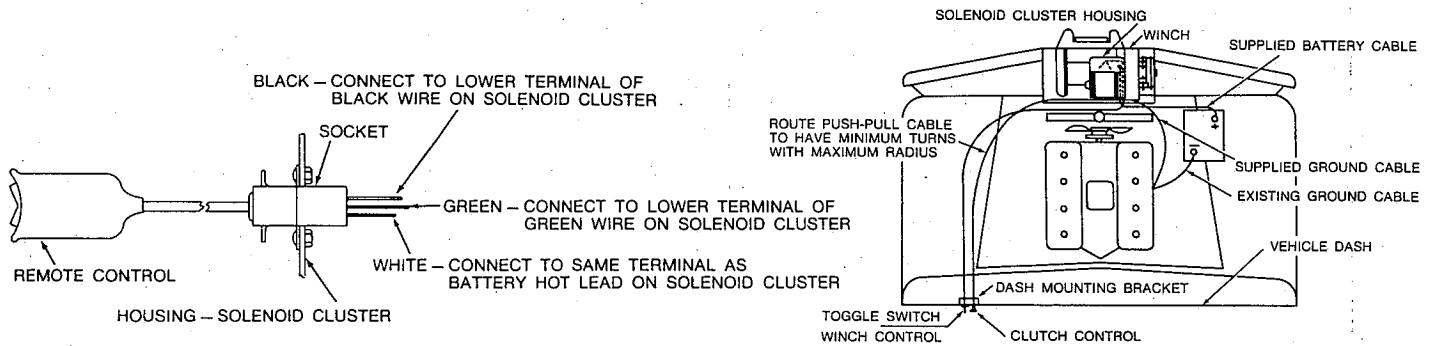 BLACK – CONNECT TO LOWER TERMINAL OF
BLACK WIRE ON SOLENOID CLUSTER
SOCKET
GREEN – CONNECT TO LOWER TERMINAL OF
GREEN WIRE ON SOLENOID CLUSTER
WHITE – CONNECT TO SAME TERMINAL AS
BATTERY HOT LEAD ON SOLENOID CLUSTER
REMOTE CONTROL
HOUSING – SOLENOID CLUSTER
SOLENOID CLUSTER HOUSING
WINCH
SUPPLIED BATTERY CABLE
ROUTE PUSH-PULL CABLE
TO HAVE MINIMUM TURNS
WITH MAXIMUM RADIUS
+
–
SUPPLIED GROUND CABLE
EXISTING GROUND CABLE
VEHICLE DASH
DASH MOUNTING BRACKET
TOGGLE SWITCH
WINCH CONTROL
CLUTCH CONTROL